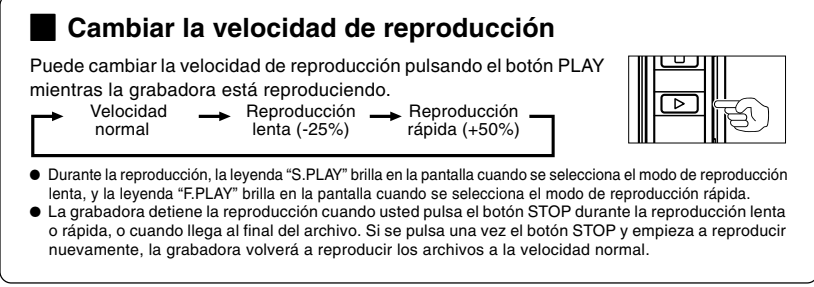 ■ Cambiar la velocidad de reproducción
Puede cambiar la velocidad de reproducción pulsando el botón PLAY
mientras la grabadora está reproduciendo.
Velocidad normal
Reproducción lenta (-25%)
Reproducción rápida (+50%)
● Durante la reproducción, la leyenda “S.PLAY” brilla en la pantalla cuando se selecciona el modo de reproducción
lenta, y la leyenda “F.PLAY” brilla en la pantalla cuando se selecciona el modo de reproducción rápida.
● La grabadora detiene la reproducción cuando usted pulsa el botón STOP durante la reproducción lenta
o rápida, o cuando llega al final del archivo. Si se pulsa una vez el botón STOP y empieza a reproducir
nuevamente, la grabadora volverá a reproducir los archivos a la velocidad normal.